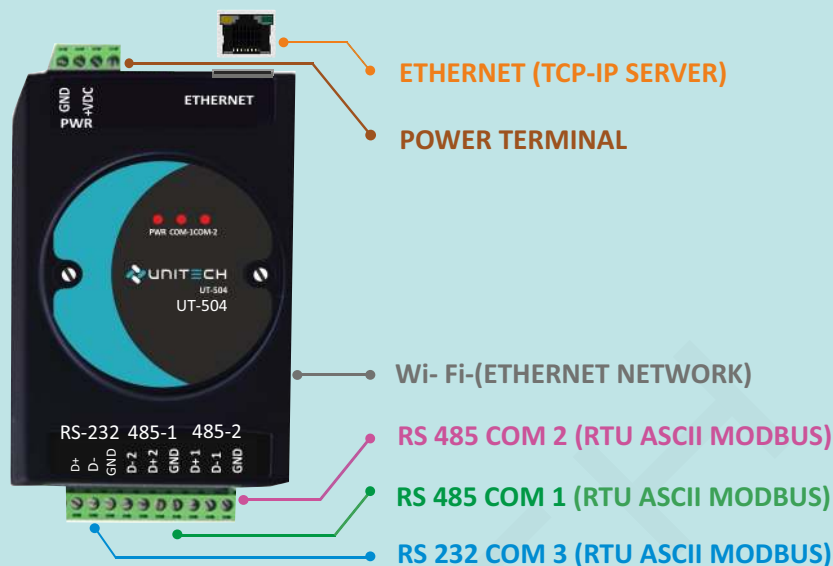 ETHERNET (TCP-IP SERVER)
GND
+VDC
PWR
ETHERNET
POWER TERMINAL
PWR COM-1COM-2
UNITECH
UT-504
UT-504
Wi- Fi-(ETHERNET NETWORK)
RS-232 485-1 485-2
D+ D- GND D-2 D+2 GND D+1 D-1 GND
RS 485 COM 2 (RTU ASCII MODBUS)
RS 485 COM 1 (RTU ASCII MODBUS)
RS 232 COM 3 (RTU ASCII MODBUS)